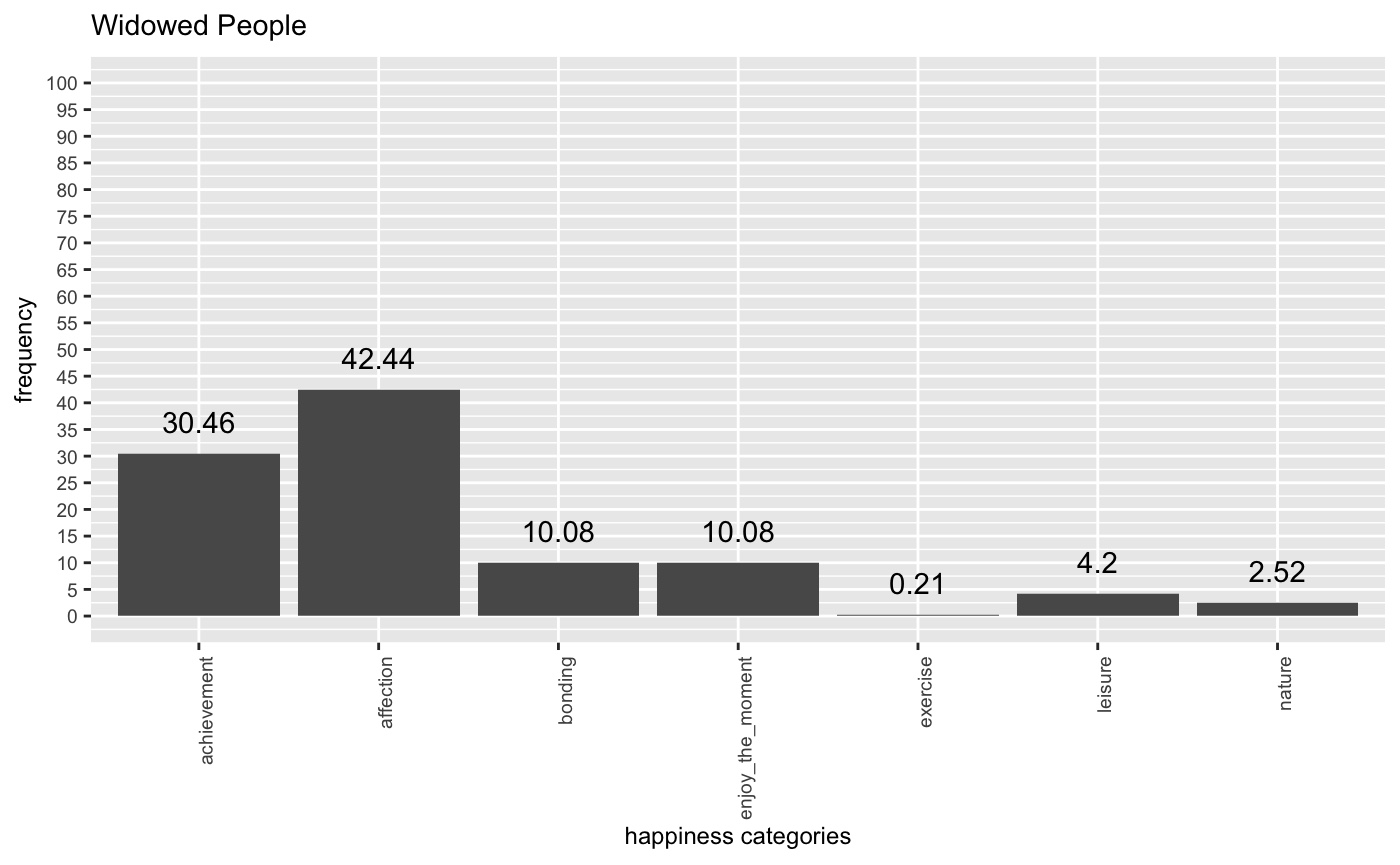 Widowed People
frequency
100
95
90
85
80
75
70
65
60
55
50
45
40
35
30
25
20
15
10
5
0
30.46
42.44
10.08
10.08
0.21
4.2
2.52
achievement
affection
bonding
enjoy_the_moment
exercise
leisure
nature
happiness categories